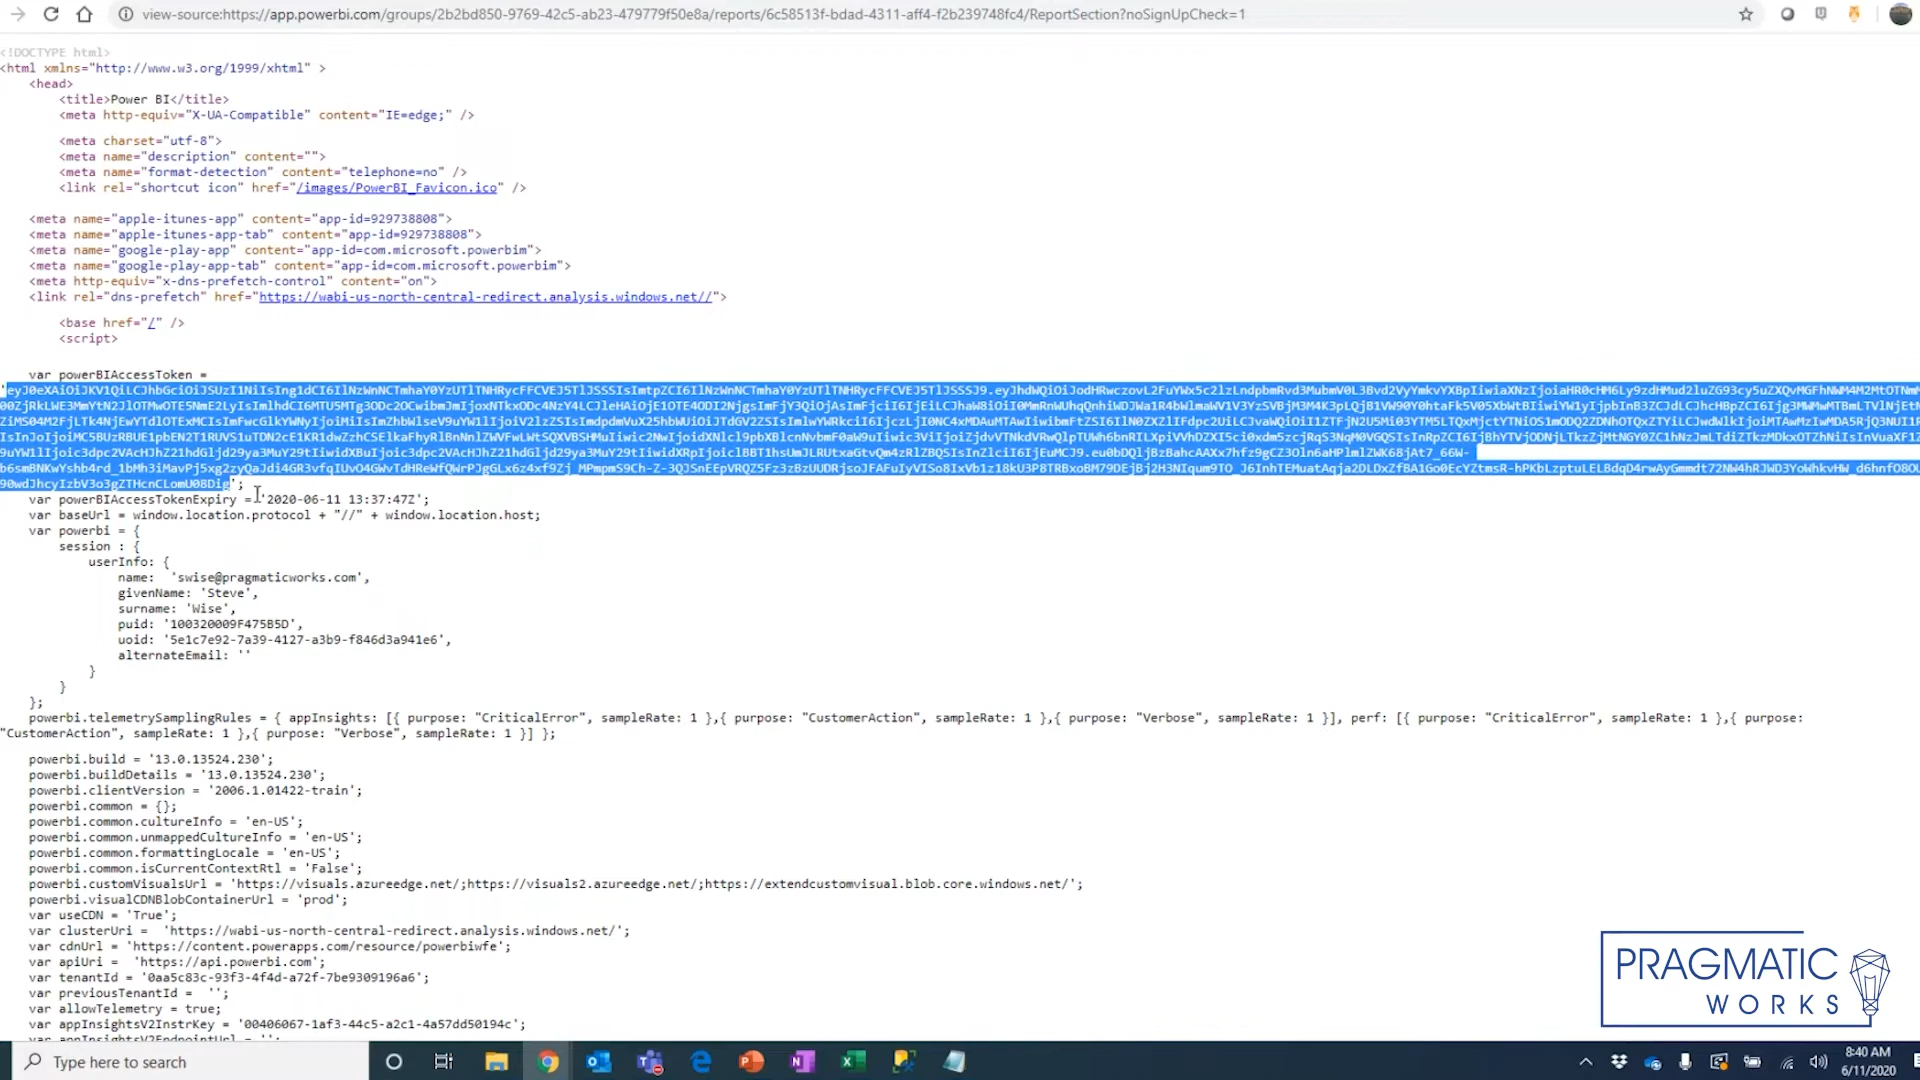 view-source:https://app.powerbi.com/groups/2b2bd850-9769-42c5-ab23-479779f50e8a/reports/6c58513f-bdad-4311-aff4-f2b239748fc4/ReportSection?noSignUpCheck=1
<!DOCTYPE html>
<html xmlns="http://www.w3.org/1999/xhtml" >
<head>
<title>Power BI</title>
<meta http-equiv="X-UA-Compatible" content="IE=edge;" />
<meta charset="utf-8">
<meta name="description" content="">
<meta name="format-detection" content="telephone=no" />
<link rel="shortcut icon" href="/images/PowerBI_Favicon.ico" />
<meta name="apple-itunes-app" content="app-id=929738808">
<meta name="apple-itunes-app-tab" content="app-id=929738808">
<meta name="google-play-app" content="app-id=com.microsoft.powerbim">
<meta name="google-play-app-tab" content="app-id=com.microsoft.powerbim">
<meta http-equiv="x-dns-prefetch-control" content="on">
<link rel="dns-prefetch" href="https://wabi-us-north-central-redirect.analysis.windows.net//">
<base href="/" />
<script>
var powerBIAccessToken =
var powerBIAccessTokenExpiry = '2020-06-11 13:37:47Z';
var baseUrl = window.location.protocol + "//" + window.location.host;
var powerbi = {
session : {
userInfo: {
name: 'swise@pragmaticworks.com',
givenName: 'Steve',
surname: 'Wise',
puid: '100320009F475B5D',
uoid: '5e1c7e92-7a39-4127-a3b9-f846d3a941e6',
alternateEmail: ''
}
}
};
powerbi.telemetrySamplingRules = { appInsights: [{ purpose: "CriticalError", sampleRate: 1 },{ purpose: "CustomerAction", sampleRate: 1 },{ purpose: "Verbose", sampleRate: 1 }], perf: [{ purpose: "CriticalError", sampleRate: 1 },{ purpose:
"CustomerAction", sampleRate: 1 },{ purpose: "Verbose", sampleRate: 1 }] };
powerbi.build = '13.0.13524.230';
powerbi.buildDetails = '13.0.13524.230';
powerbi.clientVersion = '2006.1.01422-train';
powerbi.common = {};
powerbi.common.cultureInfo = 'en-US';
powerbi.common.unmappedCultureInfo = 'en-US';
powerbi.common.formattingLocale = 'en-US';
powerbi.common.isCurrentContextRtl = 'False';
powerbi.customVisualsUrl = 'https://visuals.azureedge.net/;https://visuals2.azureedge.net/;https://extendcustomvisual.blob.core.windows.net/';
powerbi.visualCDNBlobContainerUrl = 'prod';
var useCDN = 'True';
var clusterUri = 'https://wabi-us-north-central-redirect.analysis.windows.net/';
var cdnUrl = 'https://content.powerapps.com/resource/powerbiwfe';
var apiUri = 'https://api.powerbi.com';
var tenantId = '0aa5c83c-93f3-4f4d-a72f-7be9309196a6';
var previousTenantId = '';
var allowTelemetry = true;
var appInsightsV2InstrKey = '00406067-1af3-44c5-a2c1-4a57dd50194c';
var appInsightsV2EndpointUrl = '';
PRAGMATIC
WORKS
Type here to search
8:40 AM
6/11/2020